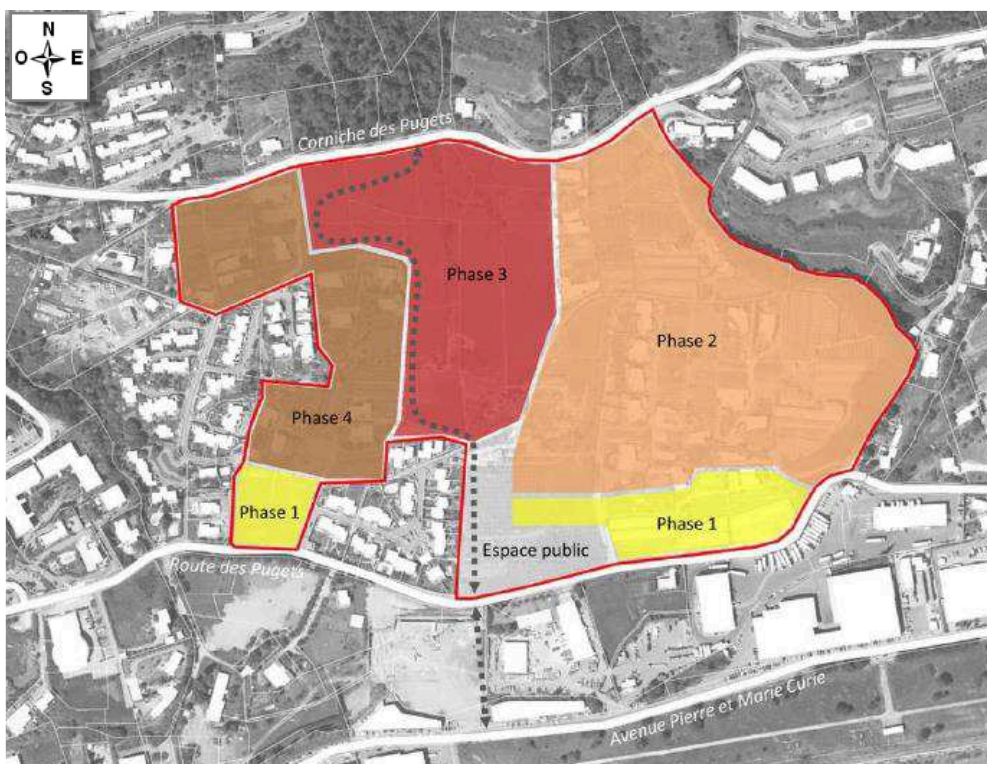 N
O E
S
Corniche des Pugets
Phase 3
Phase 2
Phase 4
Phase 1
Phase 1
Espace public
Route des Pugets
Avenue Pierre et Marie Curie